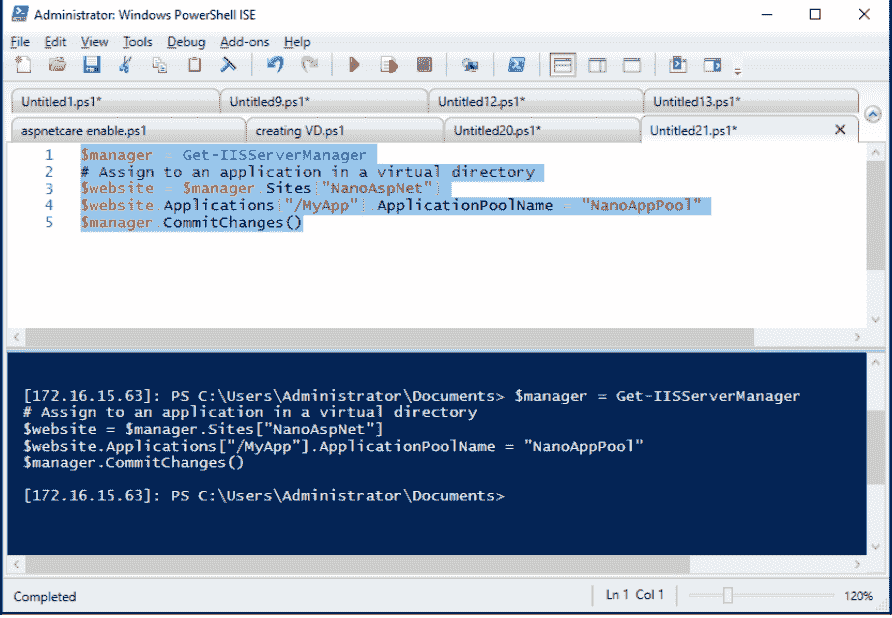 Administrator: Windows PowerShell ISE
File Edit View Tools Debug Add-ons Help
Untitled1.ps1* Untitled9.ps1* Untitled12.ps1* Untitled13.ps1*
aspnetcare enable.ps1 creating VD.ps1 Untitled20.ps1* Untitled21.ps1* X
1 $manager = Get-IISServerManager
2 # Assign to an application in a virtual directory
3 $website = $manager.Sites["NanoAspNet"]
4 $website.Applications["/MyApp"].ApplicationPoolName = "NanoAppPool"
5 $manager.CommitChanges()
[172.16.15.63]: PS C:\Users\Administrator\Documents> $manager = Get-IISServerManager
# Assign to an application in a virtual directory
$website = $manager.Sites["NanoAspNet"]
$website.Applications["/MyApp"].ApplicationPoolName = "NanoAppPool"
$manager.CommitChanges()
[172.16.15.63]: PS C:\Users\Administrator\Documents>
Completed Ln 1 Col 1 120%